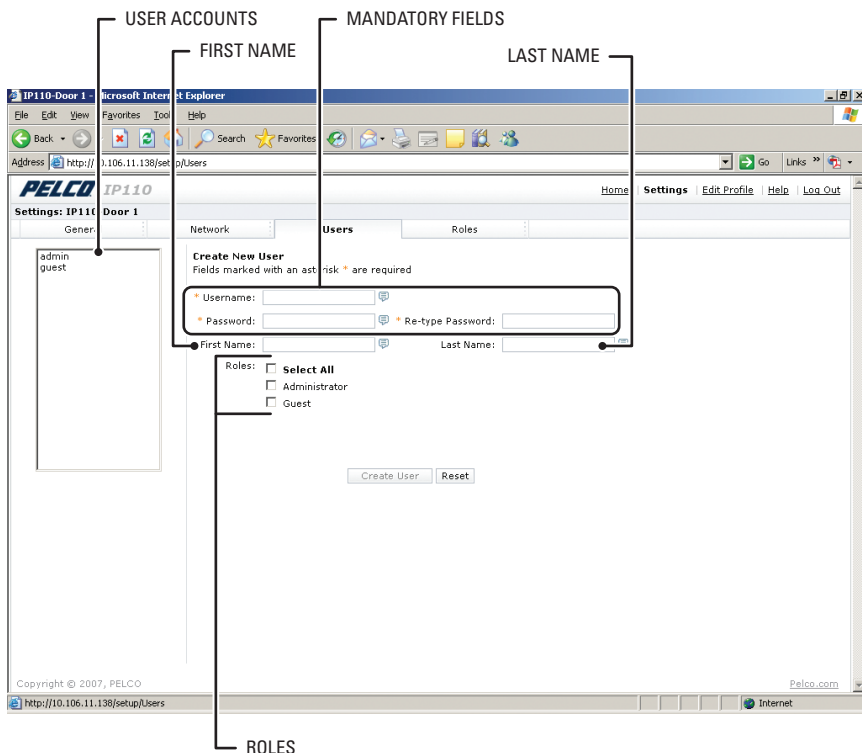 USER ACCOUNTS
MANDATORY FIELDS
FIRST NAME
LAST NAME
IP110-Door 1 - Microsoft Internet Explorer
File Edit View Favorites Tools Help
Back Search Favorites
Address http://10.106.11.138/setup/Users Go Links »
PELCO IP110 Home Settings Edit Profile Help Log Out
Settings: IP110-Door 1
General Network Users Roles
admin
guest
Create New User
Fields marked with an asterisk * are required
* Username:
* Password: * Re-type Password:
First Name: Last Name:
Roles: Select All
Administrator
Guest
Create User Reset
Copyright © 2007, PELCO Pelco.com
http://10.106.11.138/setup/Users Internet
ROLES